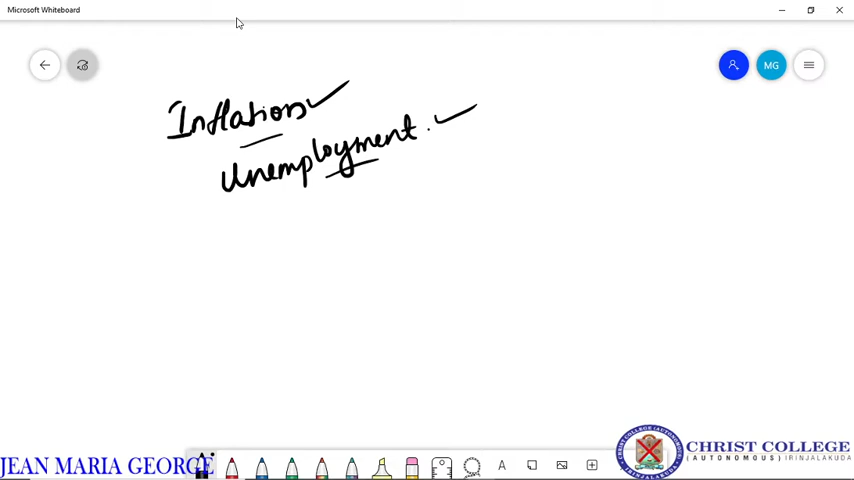 Microsoft Whiteboard
MG
Inflation
Unemployment.
A
JEAN MARIA GEORGE
CHRIST COLLEGE
(AUTONOMOUS) IRINJALAKUDA